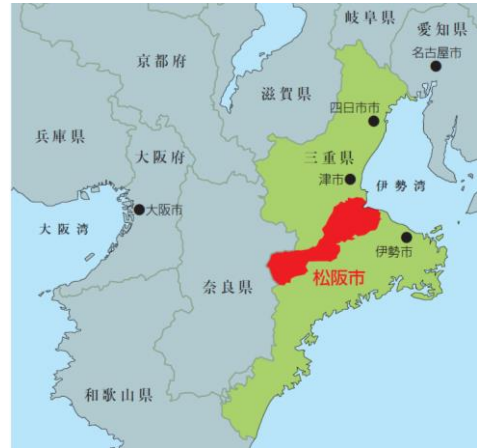 岐阜県
愛知県
名古屋市
京都府
滋賀県
四日市市
兵庫県
大阪府
三重県
津市
伊勢湾
大阪市
大阪湾
伊勢市
松阪市
奈良県
和歌山県